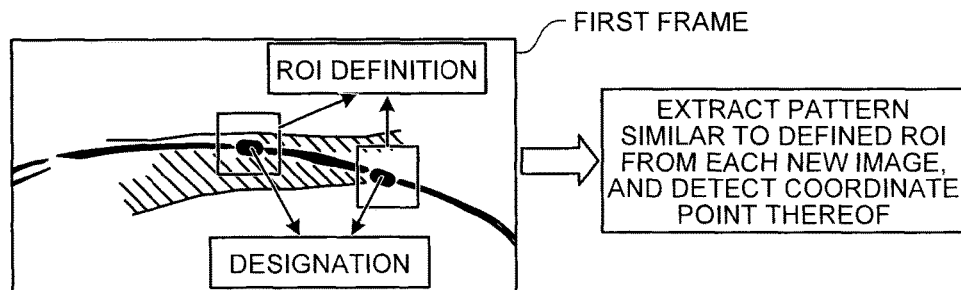 FIRST FRAME
ROI DEFINITION
DESIGNATION
EXTRACT PATTERN
SIMILAR TO DEFINED ROI
FROM EACH NEW IMAGE,
AND DETECT COORDINATE
POINT THEREOF